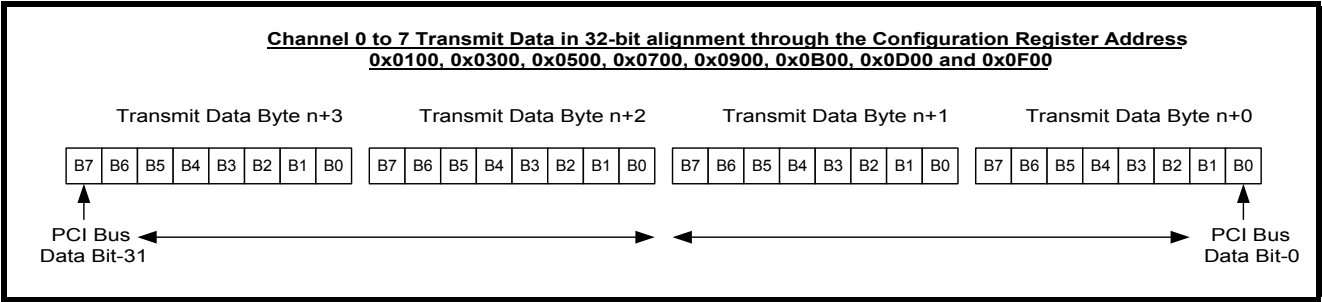 Channel 0 to 7 Transmit Data in 32-bit alignment through the Configuration Register Address
0x0100, 0x0300, 0x0500, 0x0700, 0x0900, 0x0B00, 0x0D00 and 0x0F00
Transmit Data Byte n+3 Transmit Data Byte n+2 Transmit Data Byte n+1 Transmit Data Byte n+0
B7 B6 B5 B4 B3 B2 B1 B0 B7 B6 B5 B4 B3 B2 B1 B0 B7 B6 B5 B4 B3 B2 B1 B0 B7 B6 B5 B4 B3 B2 B1 B0
PCI Bus PCI Bus
Data Bit-31 Data Bit-0